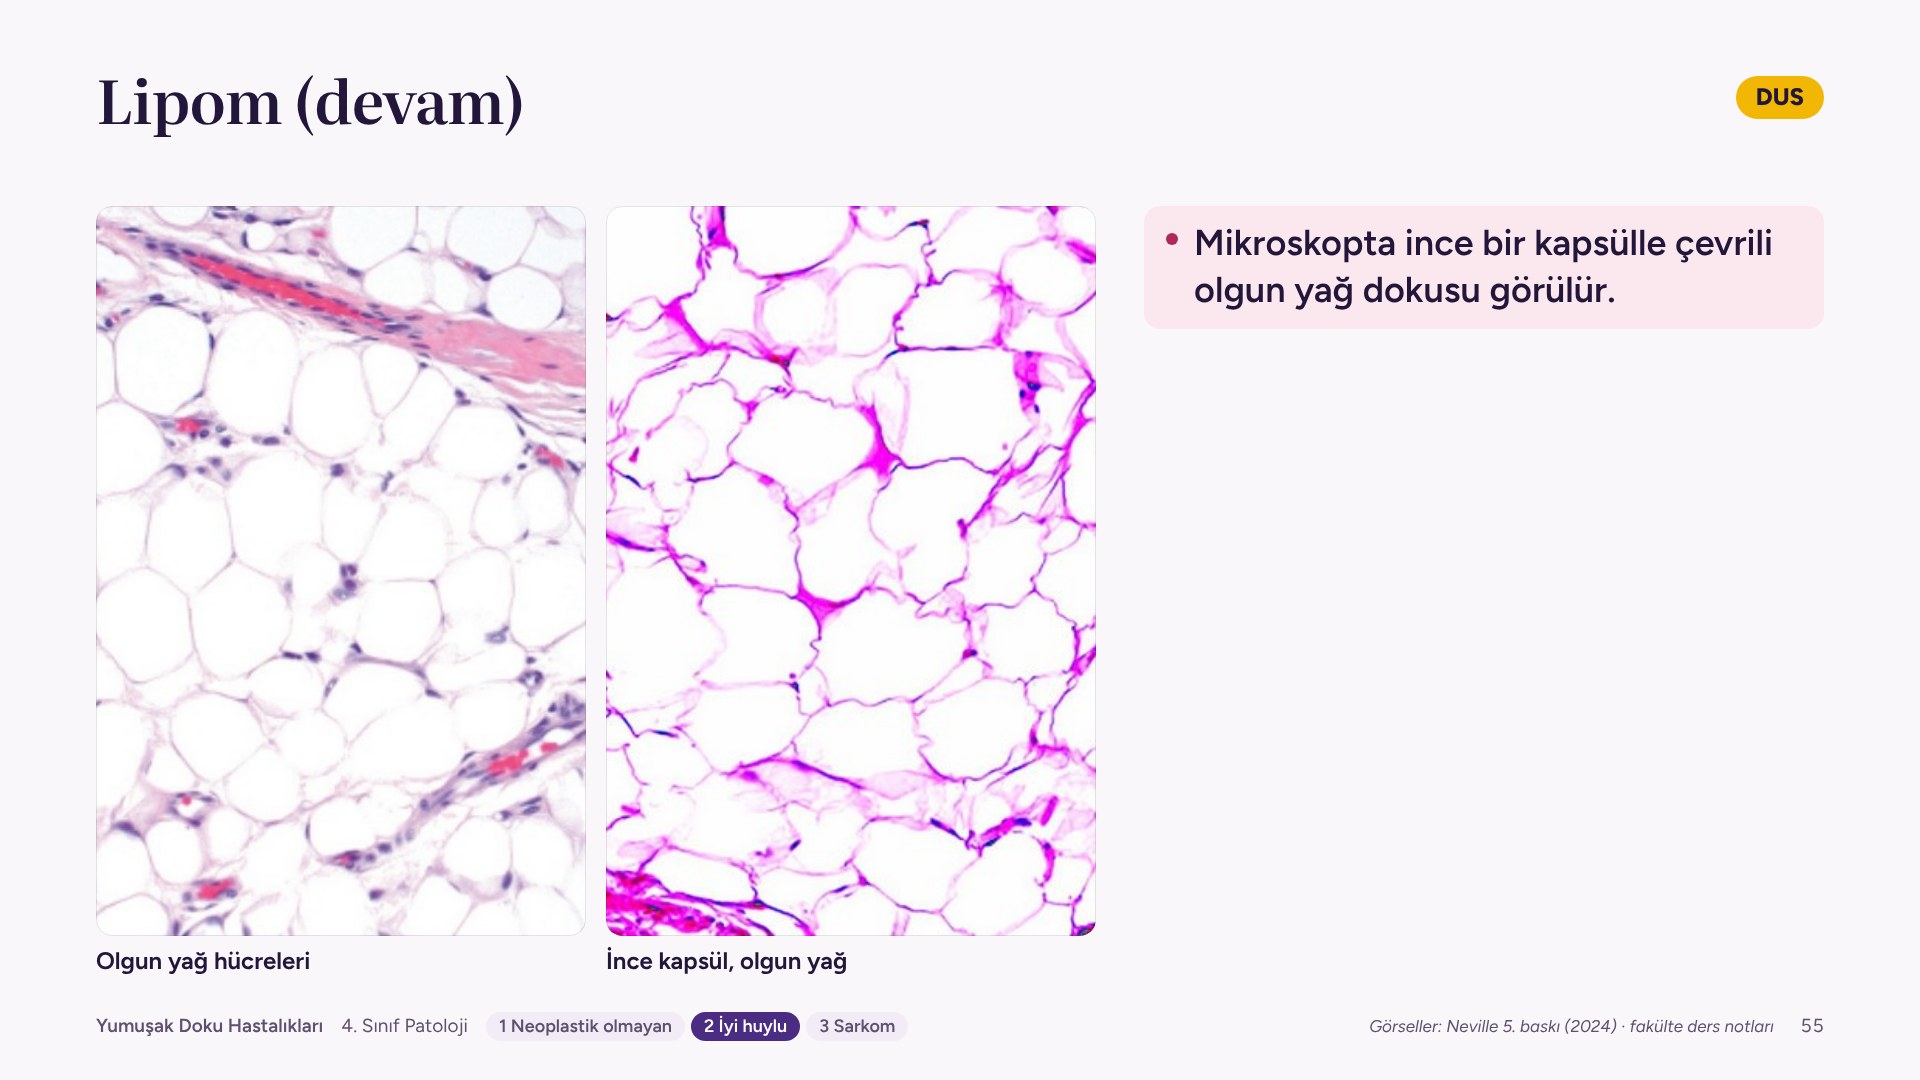 Lipom (devam)
DUS
• Mikroskopta ince bir kapsülle çevrili
olgun yağ dokusu görülür.
Olgun yağ hücreleri
İnce kapsül, olgun yağ
Yumuşak Doku Hastalıkları 4. Sınıf Patoloji 1 Neoplastik olmayan 2 İyi huylu 3 Sarkom
Görseller: Neville 5. baskı (2024) · fakülte ders notları 55